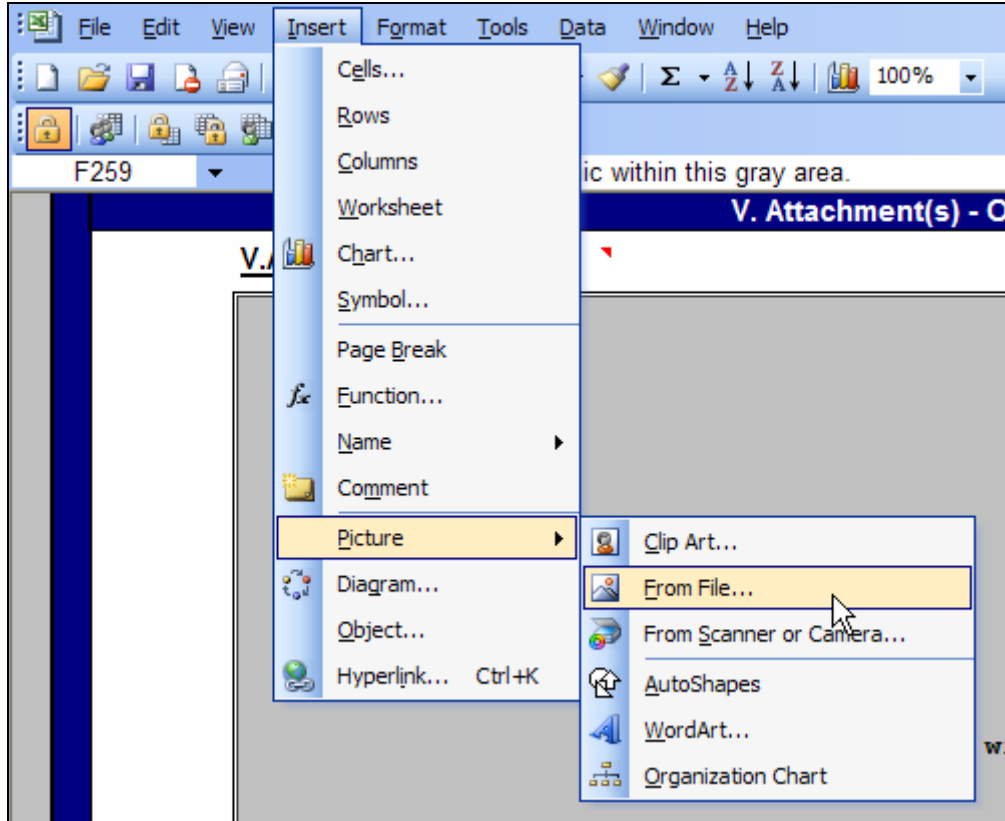 File Edit View Insert Format Tools Data Window Help
Σ A Z Z A 100%
F259 ic within this gray area.
V. Attachment(s) - O
V.
Cells...
Rows
Columns
Worksheet
Chart...
Symbol...
Page Break
fx Function...
Name
Comment
Picture
Diagram...
Object...
Hyperlink... Ctrl+K
Clip Art...
From File...
From Scanner or Camera...
AutoShapes
WordArt...
Organization Chart